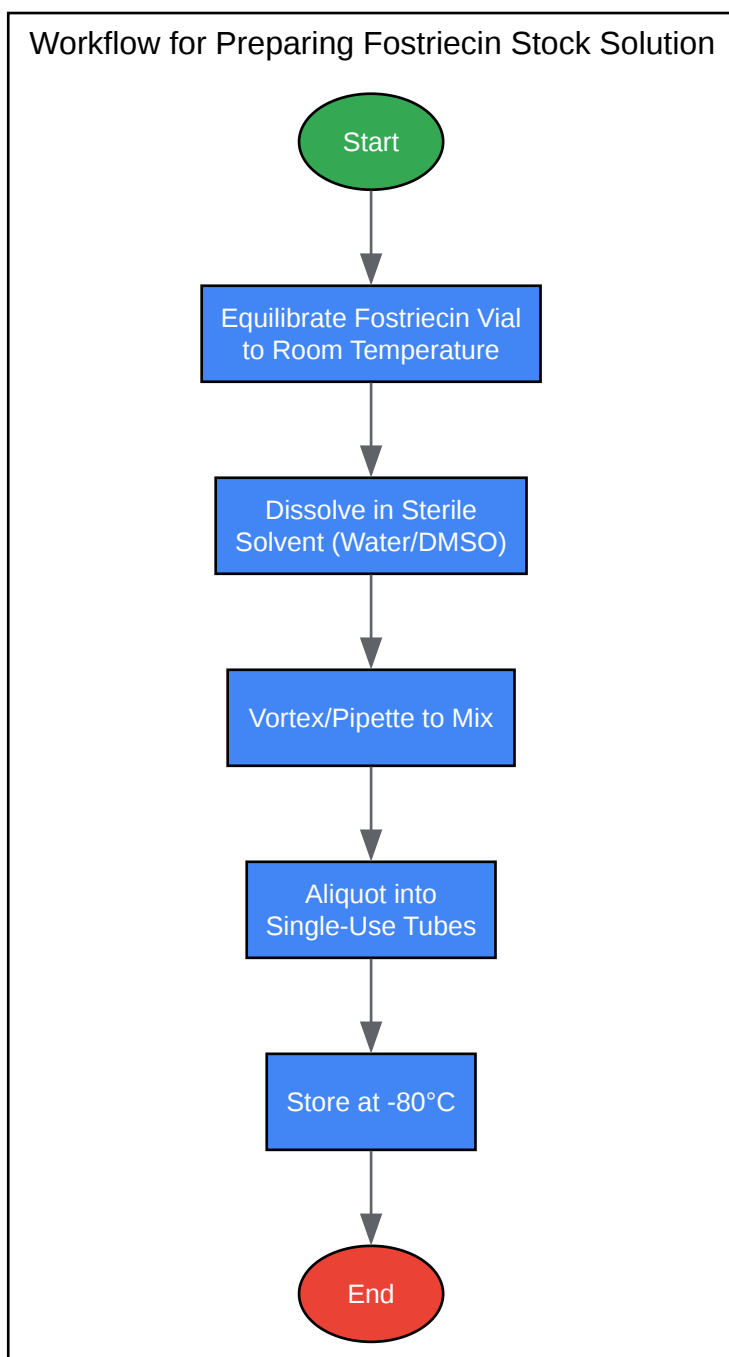 Workflow for Preparing Fostriecin Stock Solution
Start
Equilibrate Fostriecin Vial
to Room Temperature
Dissolve in Sterile
Solvent (Water/DMSO)
Vortex/Pipette to Mix
Aliquot into
Single-Use Tubes
Store at -80°C
End